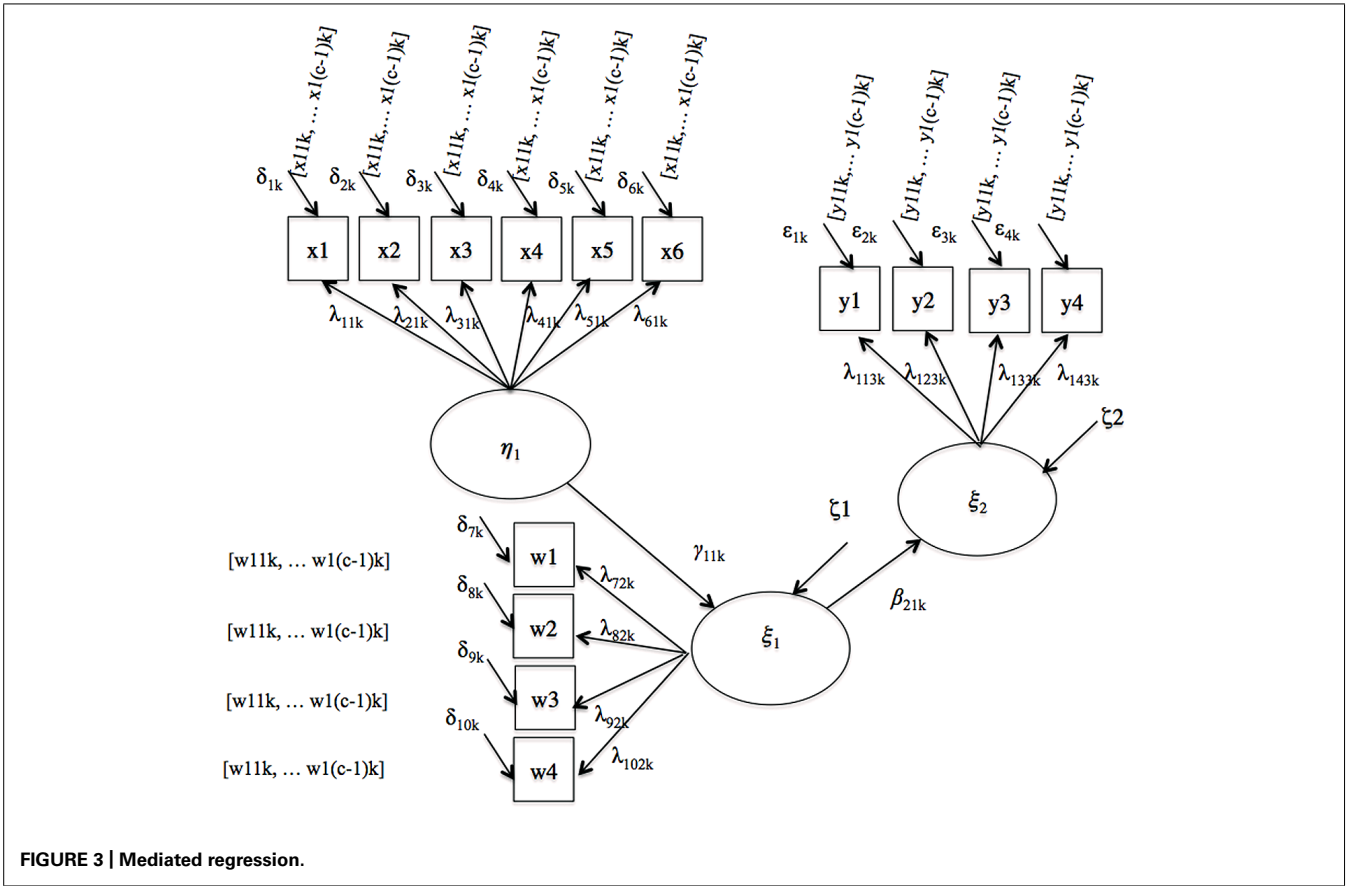 [x11k, … x1(c-1)k]
[x11k,… x1(c-1)k]
[x11k, … x1(c-1)k]
[x11k, … x1(c-1)k]
[x11k, … x1(c-1)k]
[x11k,… x1(c-1)k]
δ1k
δ2k
δ3k
δ4k
δ5k
δ6k
x1
x2
x3
x4
x5
x6
λ11k
λ21k
λ31k
λ41k
λ51k
λ61k
η1
[y11k,… y1(c-1)k]
[y11k, … y1(c-1)k]
[y11k, … y1(c-1)k]
[y11k, … y1(c-1)k]
ε1k
ε2k
ε3k
ε4k
y1
y2
y3
y4
λ113k
λ123k
λ133k
λ143k
ζ2
ξ2
ζ1
γ11k
β21k
ξ1
δ7k
[w11k, … w1(c-1)k]
w1
λ72k
δ8k
[w11k, … w1(c-1)k]
w2
λ82k
δ9k
[w11k, … w1(c-1)k]
w3
λ92k
δ10k
[w11k, … w1(c-1)k]
w4
λ102k
FIGURE 3 | Mediated regression.